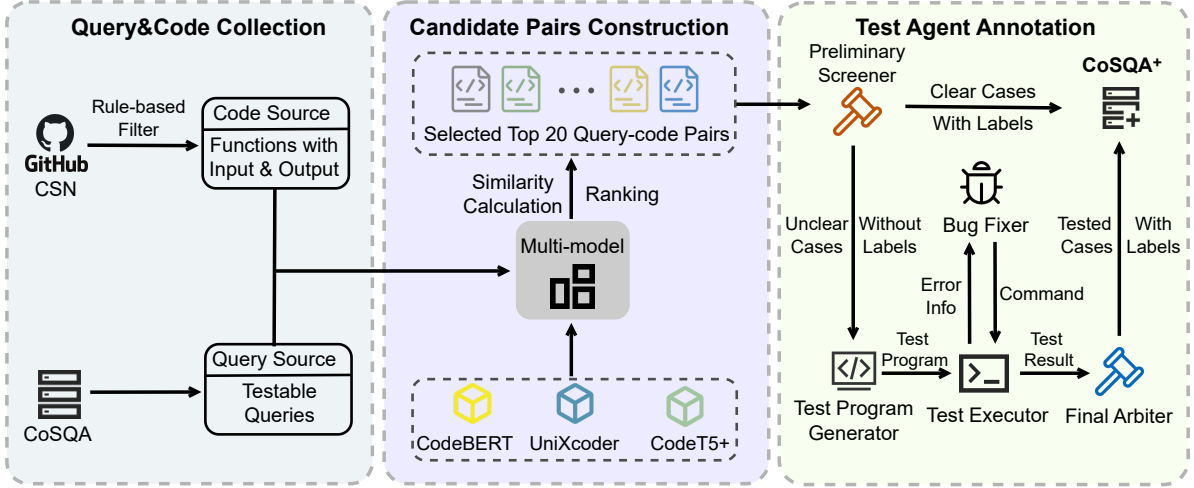 Query&Code Collection
Rule-based
Filter
GitHub
CSN
Code Source
Functions with
Input & Output
Query Source
Testable
Queries
CoSQA
Candidate Pairs Construction
Selected Top 20 Query-code Pairs
Similarity
Calculation
Ranking
Multi-model
CodeBERT
UniXcoder
CodeT5+
Test Agent Annotation
Preliminary
Screener
Clear Cases
With Labels
CoSQA⁺
Unclear
Cases
Without
Labels
Bug Fixer
Error
Info
Command
Tested
Cases
With
Labels
Test
Program
Test
Result
Test Program
Generator
Test Executor
Final Arbiter